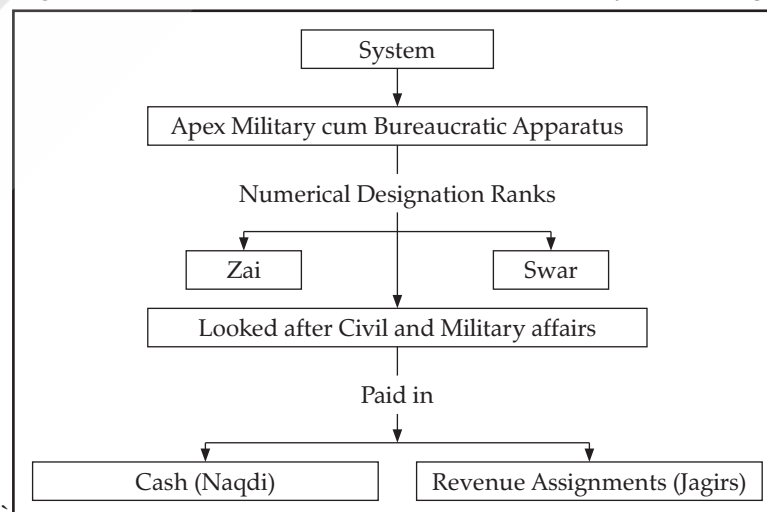 System
Apex Military cum Bureaucratic Apparatus
Numerical Designation Ranks
Zai
Swar
Looked after Civil and Military affairs
Paid in
Cash (Naqdi)
Revenue Assignments (Jagirs)